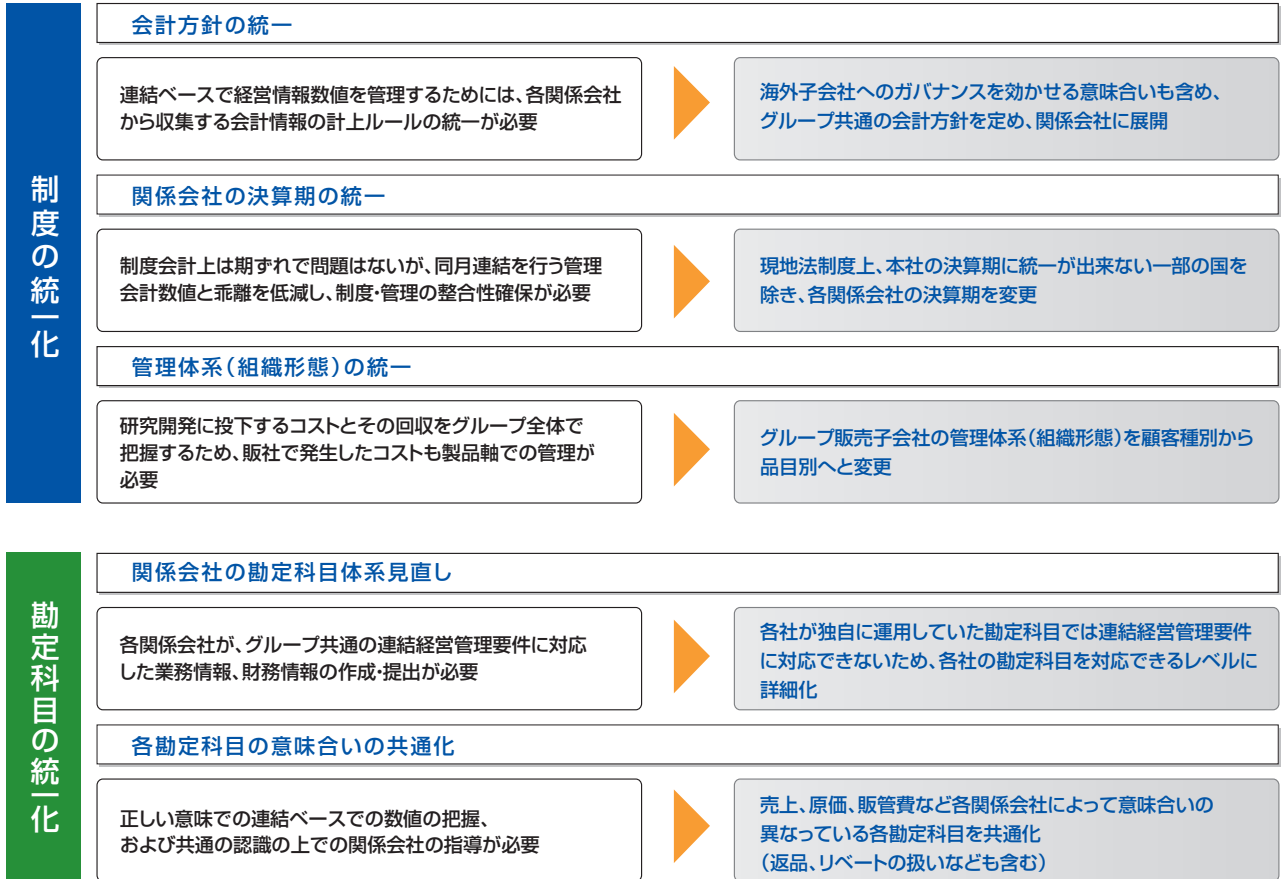 制度の統一化
会計方針の統一
連結ベースで経営情報数値を管理するためには、各関係会社
から収集する会計情報の計上ルールの統一が必要
海外子会社へのガバナンスを効かせる意味合いも含め、
グループ共通の会計方針を定め、関係会社に展開
関係会社の決算期の統一
制度会計上は期ずれで問題はないが、同月連結を行う管理
会計数値と乖離を低減し、制度・管理の整合性確保が必要
現地法制度上、本社の決算期に統一が出来ない一部の国を
除き、各関係会社の決算期を変更
管理体系（組織形態）の統一
研究開発に投下するコストとその回収をグループ全体で
把握するため、販社で発生したコストも製品軸での管理が
必要
グループ販売子会社の管理体系（組織形態）を顧客種別から
品目別へと変更
勘定科目の統一化
関係会社の勘定科目体系見直し
各関係会社が、グループ共通の連結経営管理要件に対応
した業務情報、財務情報の作成・提出が必要
各社が独自に運用していた勘定科目では連結経営管理要件
に対応できないため、各社の勘定科目を対応できるレベルに
詳細化
各勘定科目の意味合いの共通化
正しい意味での連結ベースでの数値の把握、
および共通の認識の上での関係会社の指導が必要
売上、原価、販管費など各関係会社によって意味合いの
異なっている各勘定科目を共通化
（返品、リベートの扱いなども含む）